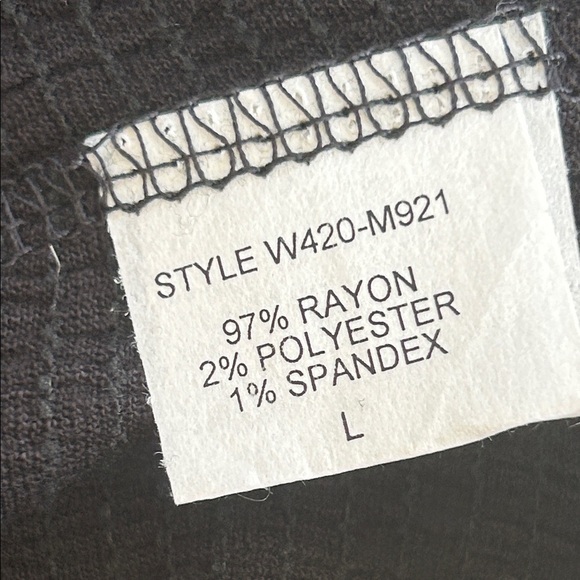 STYLE W420-M921
97% RAYON
2% POLYESTER
1% SPANDEX
L